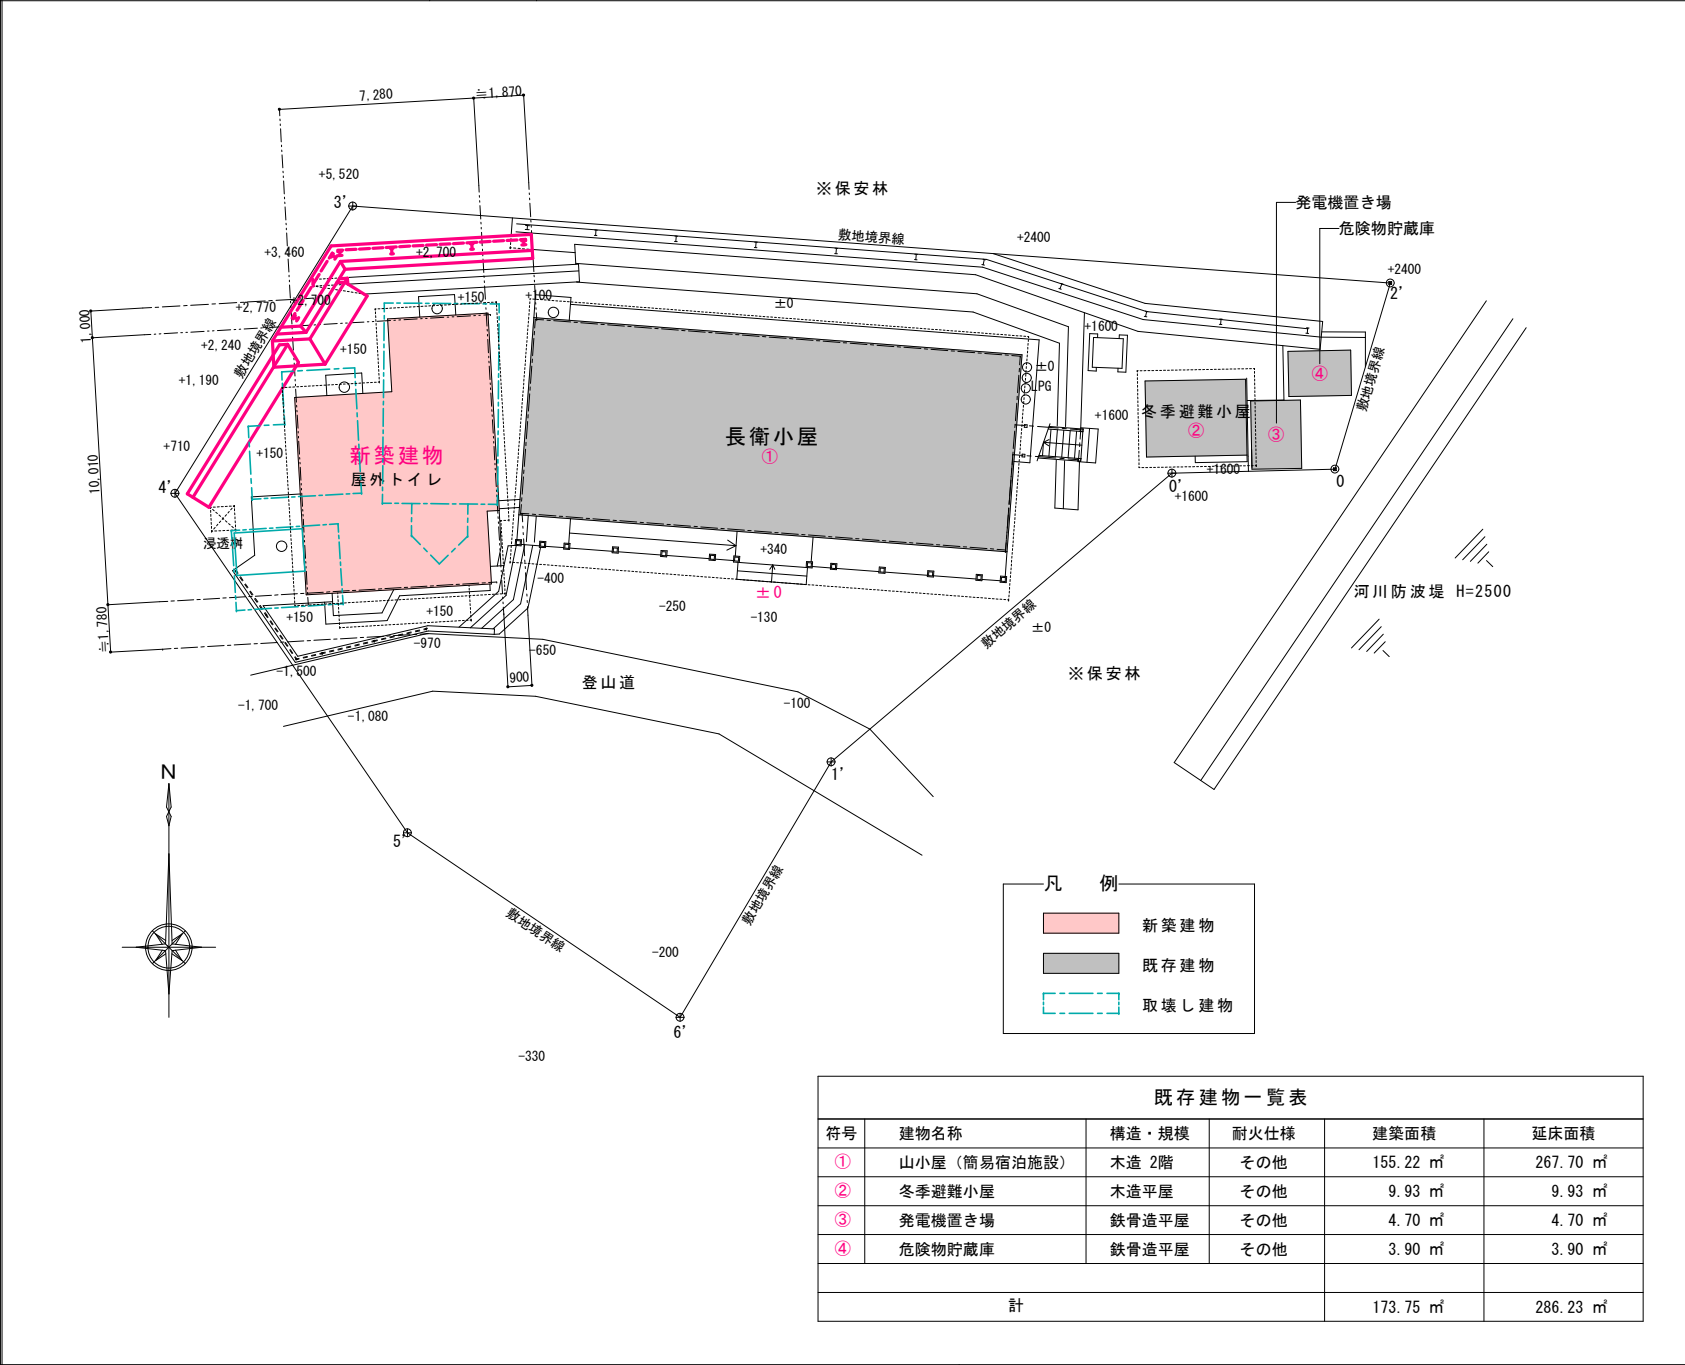 7,280
≒1,870
+5,520
3'
※保安林
発電機置き場
危険物貯蔵庫
敷地境界線
+2400
+3,460
+2,700
+2400
2'
+2,770
+2,700
+150
+100
±0
1,000
敷地境界線
+1600
+2,240
+150
±0
LPG
④
敷地境界線
+1,190
冬季避難小屋
②
③
+1600
長衛小屋
①
+710
+150
新築建物
屋外トイレ
10,010
4'
+1600
0'
0
+1600
浸透桝
+340
-400
±0
-250
-130
河川防波堤 H=2500
≒1,780
+150
+150
-970
-650
敷地境界線
±0
-1,500
900
登山道
※保安林
-1,700
-1,080
-100
N
1'
5'
敷地境界線
敷地境界線
-200
6'
-330
凡 例
新築建物
既存建物
取壊し建物
既存建物一覧表
符号 建物名称 構造・規模 耐火仕様 建築面積 延床面積
① 山小屋（簡易宿泊施設） 木造 2階 その他 155.22 ㎡ 267.70 ㎡
② 冬季避難小屋 木造平屋 その他 9.93 ㎡ 9.93 ㎡
③ 発電機置き場 鉄骨造平屋 その他 4.70 ㎡ 4.70 ㎡
④ 危険物貯蔵庫 鉄骨造平屋 その他 3.90 ㎡ 3.90 ㎡
計 173.75 ㎡ 286.23 ㎡